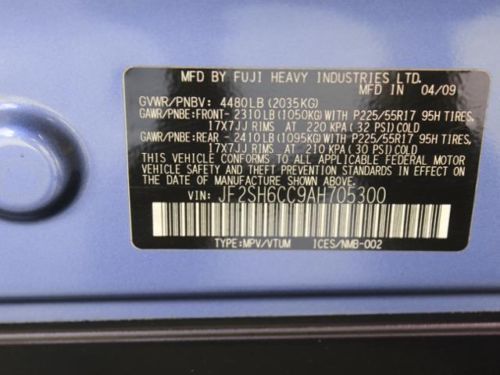 MFD BY FUJI HEAVY INDUSTRIES LTD.
MFD IN 04/09
GVWR/PNBV: 4480LB(2035KG)
GAWR/PNBE:FRONT- 2310LB(1050KG)WITH P225/55R17 95H TIRES,
17X7JJ RIMS AT 220 KPA(32 PSI)COLD
GAWR/PNBE:REAR - 2410LB(1095KG)WITH P225/55R17 95H TIRES,
17X7JJ RIMS AT 210 KPA(30 PSI)COLD
THIS VEHICLE CONFORMS TO ALL APPLICABLE FEDERAL MOTOR
VEHICLE SAFETY AND THEFT PREVENTION STANDARDS IN EFFECT
ON THE DATE OF MANUFACTURE SHOWN ABOVE.
VIN: JF2SH6CC9AH705300
TYPE:MPV/VTUM ICES/NMB-002